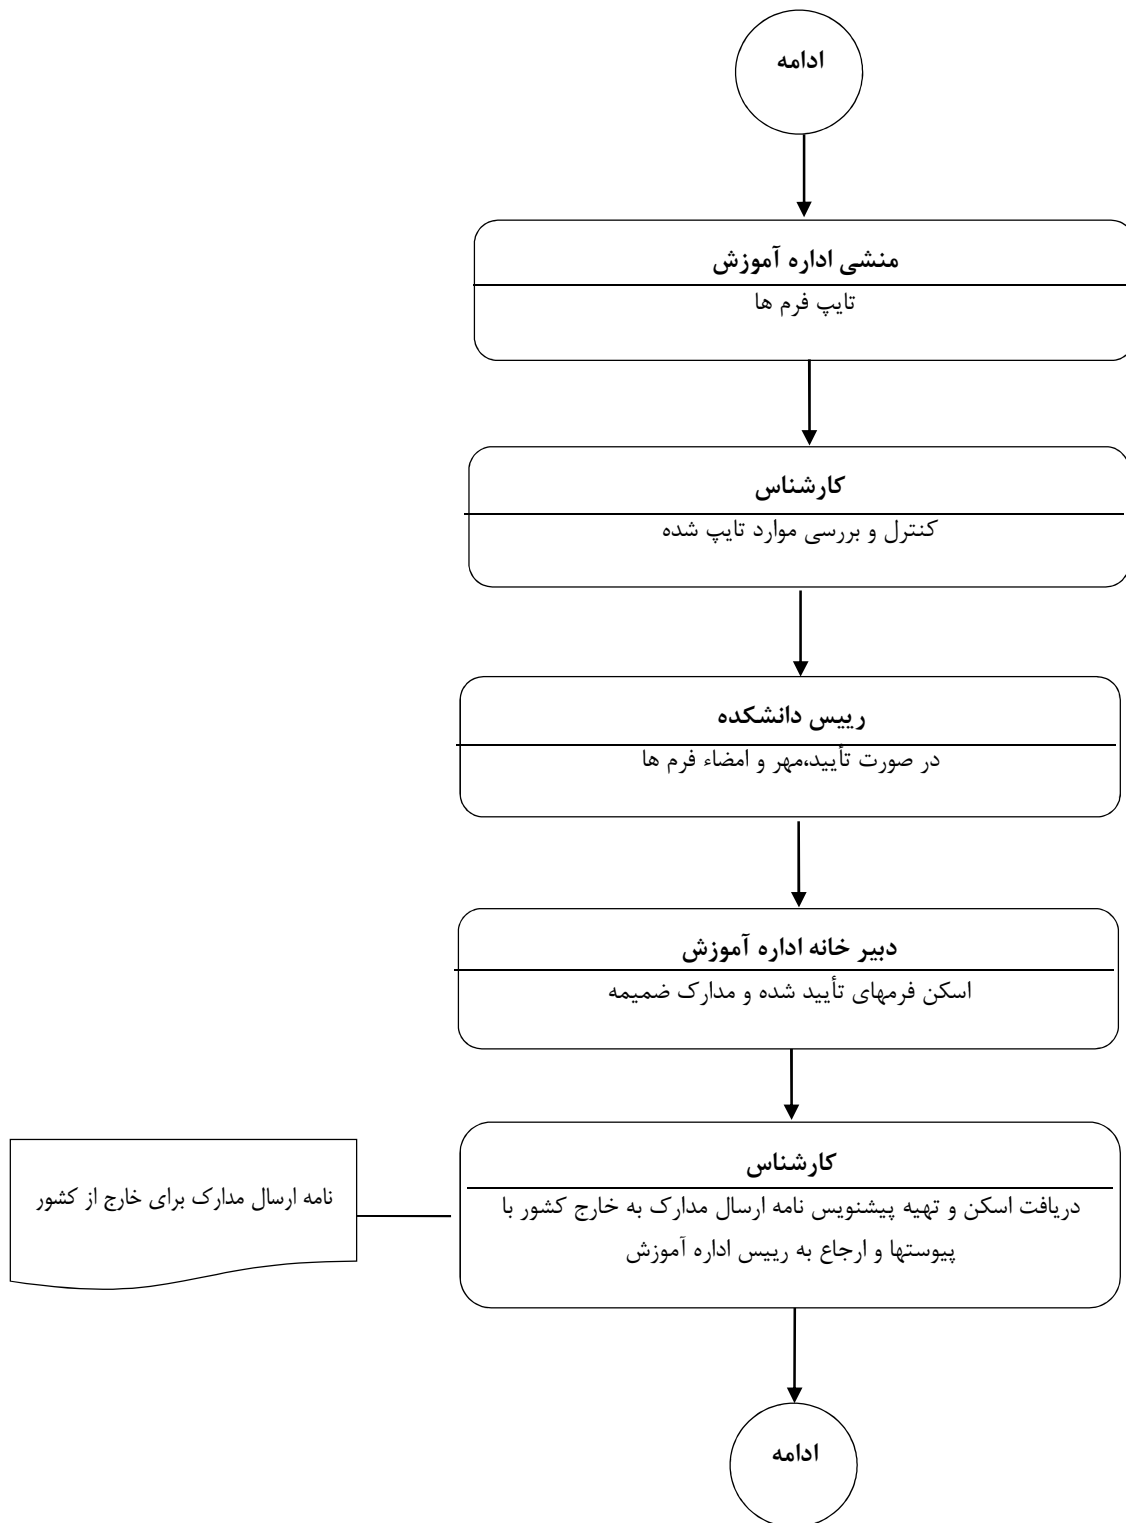 ادامه
منشی اداره آموزش
تایپ فرم ها
کارشناس
کنترل و بررسی موارد تایپ شده
رییس دانشکده
در صورت تأیید،مهر و امضاء فرم ها
دبیر خانه اداره آموزش
اسکن فرمهای تأیید شده و مدارک ضمیمه
کارشناس
دریافت اسکن و تهیه پیشنویس نامه ارسال مدارک به خارج کشور با
پیوستها و ارجاع به رییس اداره آموزش
نامه ارسال مدارک برای خارج از کشور
ادامه